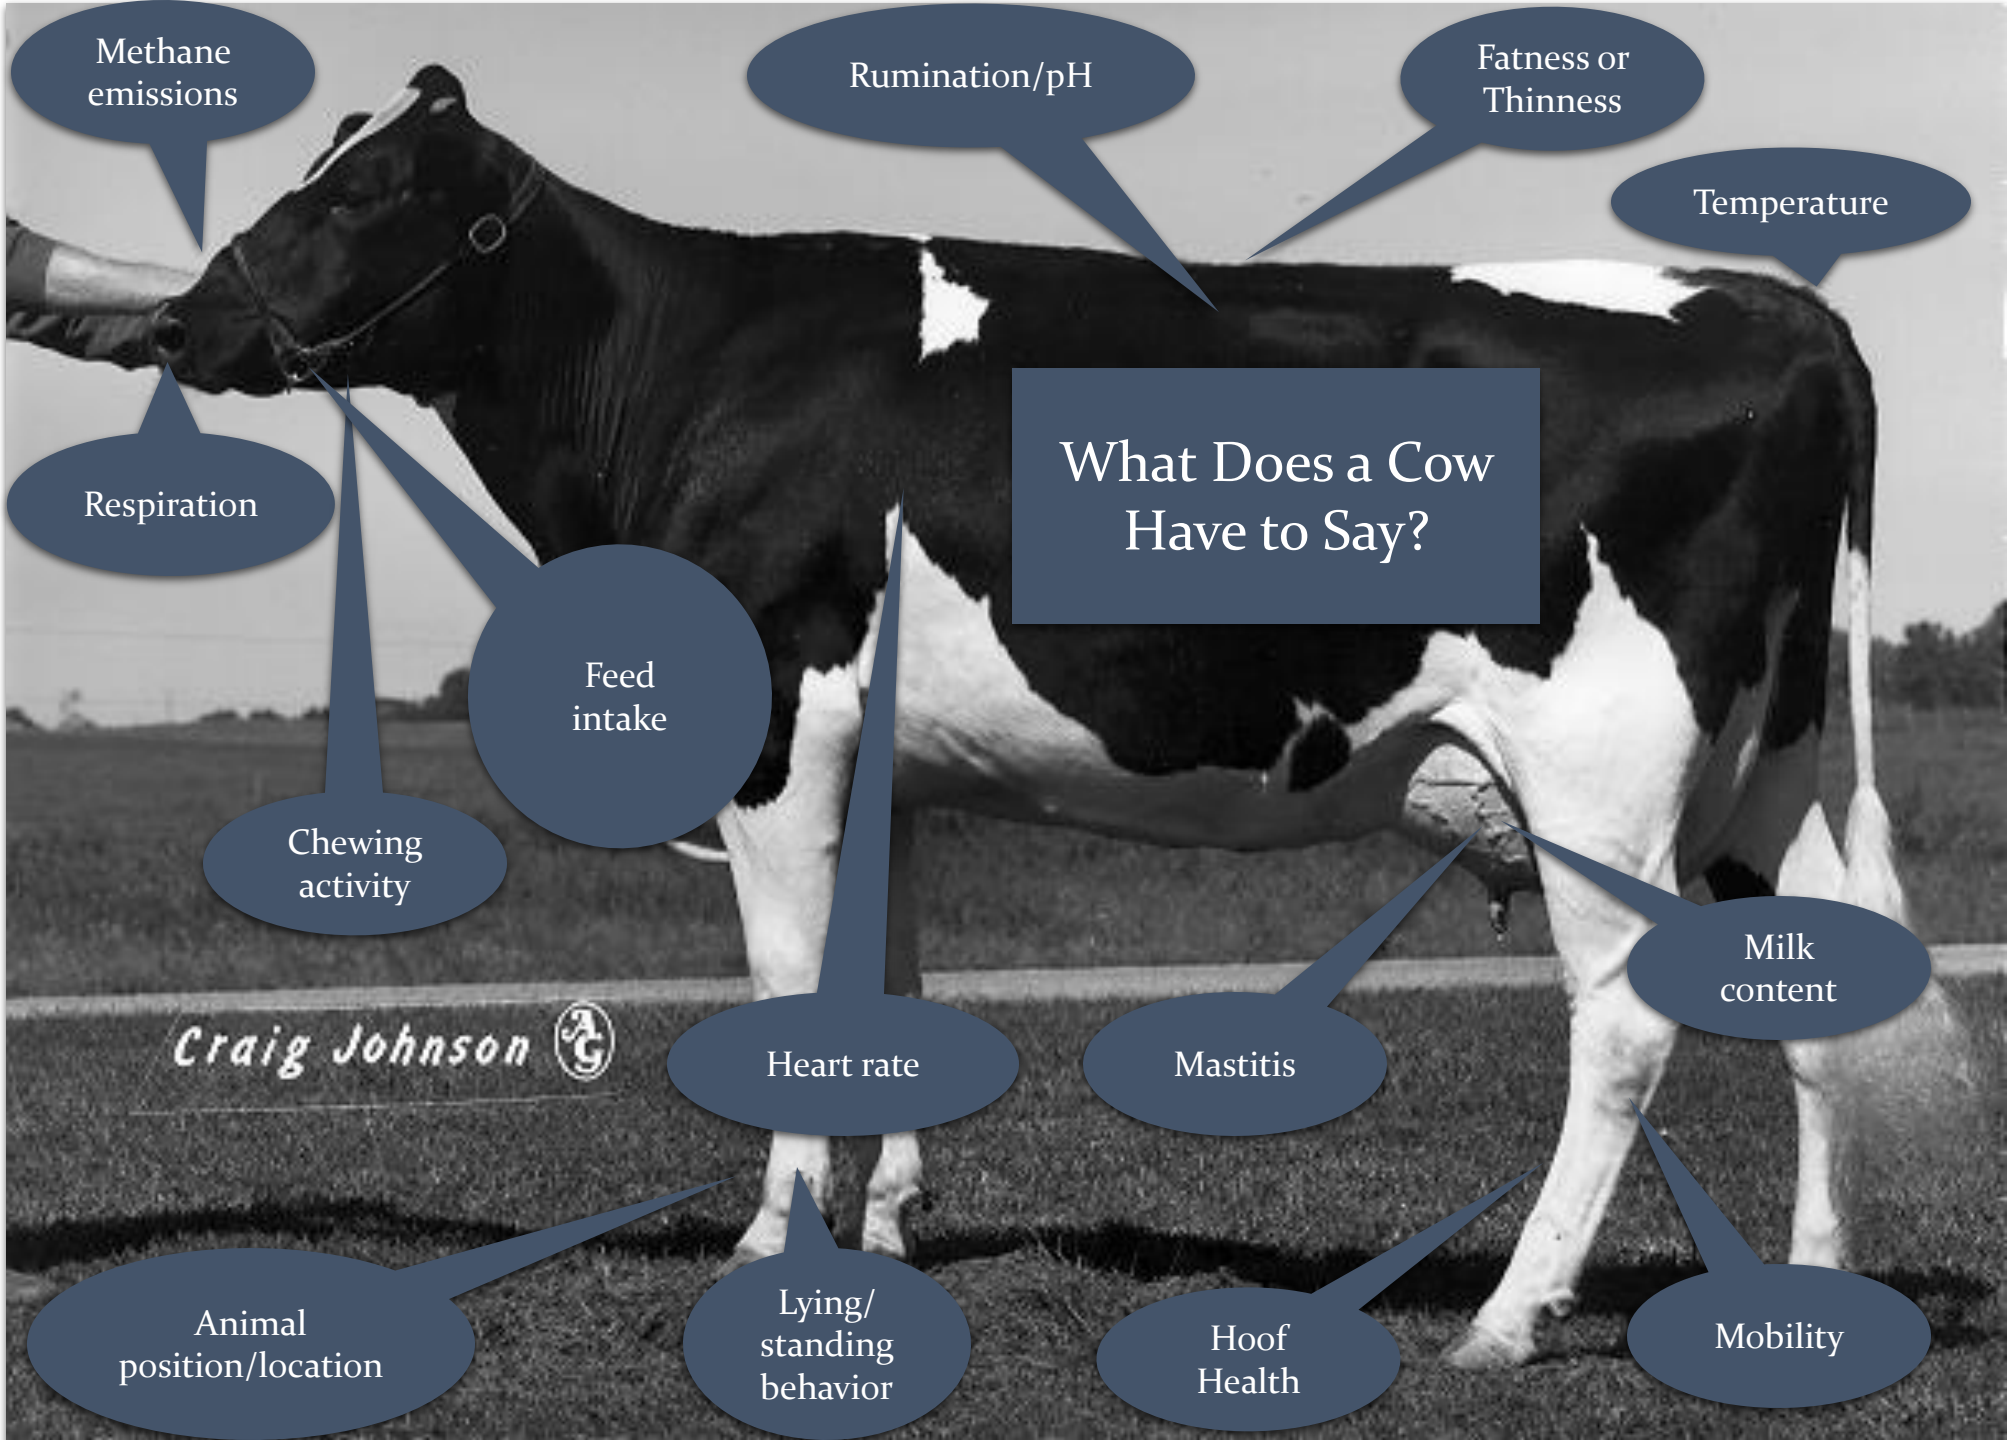 Methane
emissions
Rumination/pH
Fatness or
Thinness
Temperature
Respiration
What Does a Cow
Have to Say?
Feed
intake
Chewing
activity
Milk
content
Craig Johnson
Heart rate
Mastitis
Animal
position/location
Lying/
standing
behavior
Hoof
Health
Mobility